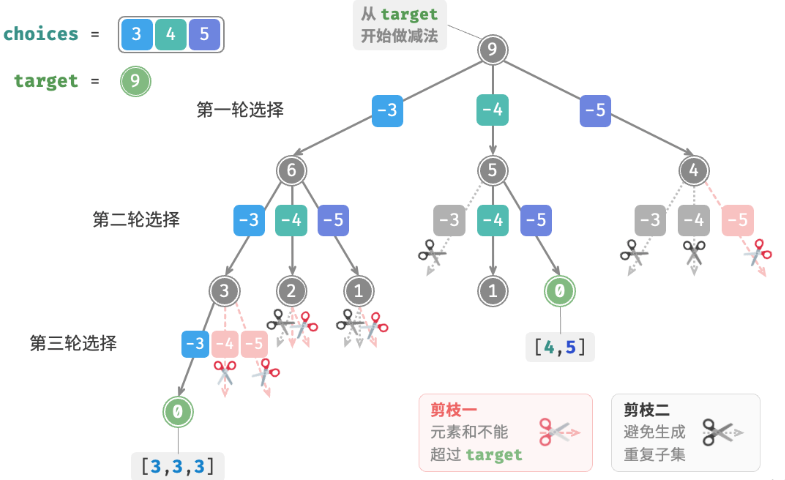 choices = 3 4 5
target = 9
从 target
开始做减法
9
第一轮选择
-3 -4 -5
6 5 4
第二轮选择
-3 -4 -5 -3 -4 -5 -3 -4 -5
3 2 1 1 0
第三轮选择
-3 -4 -5
[4,5]
0
[3,3,3]
剪枝一
元素和不能
超过 target
剪枝二
避免生成
重复子集